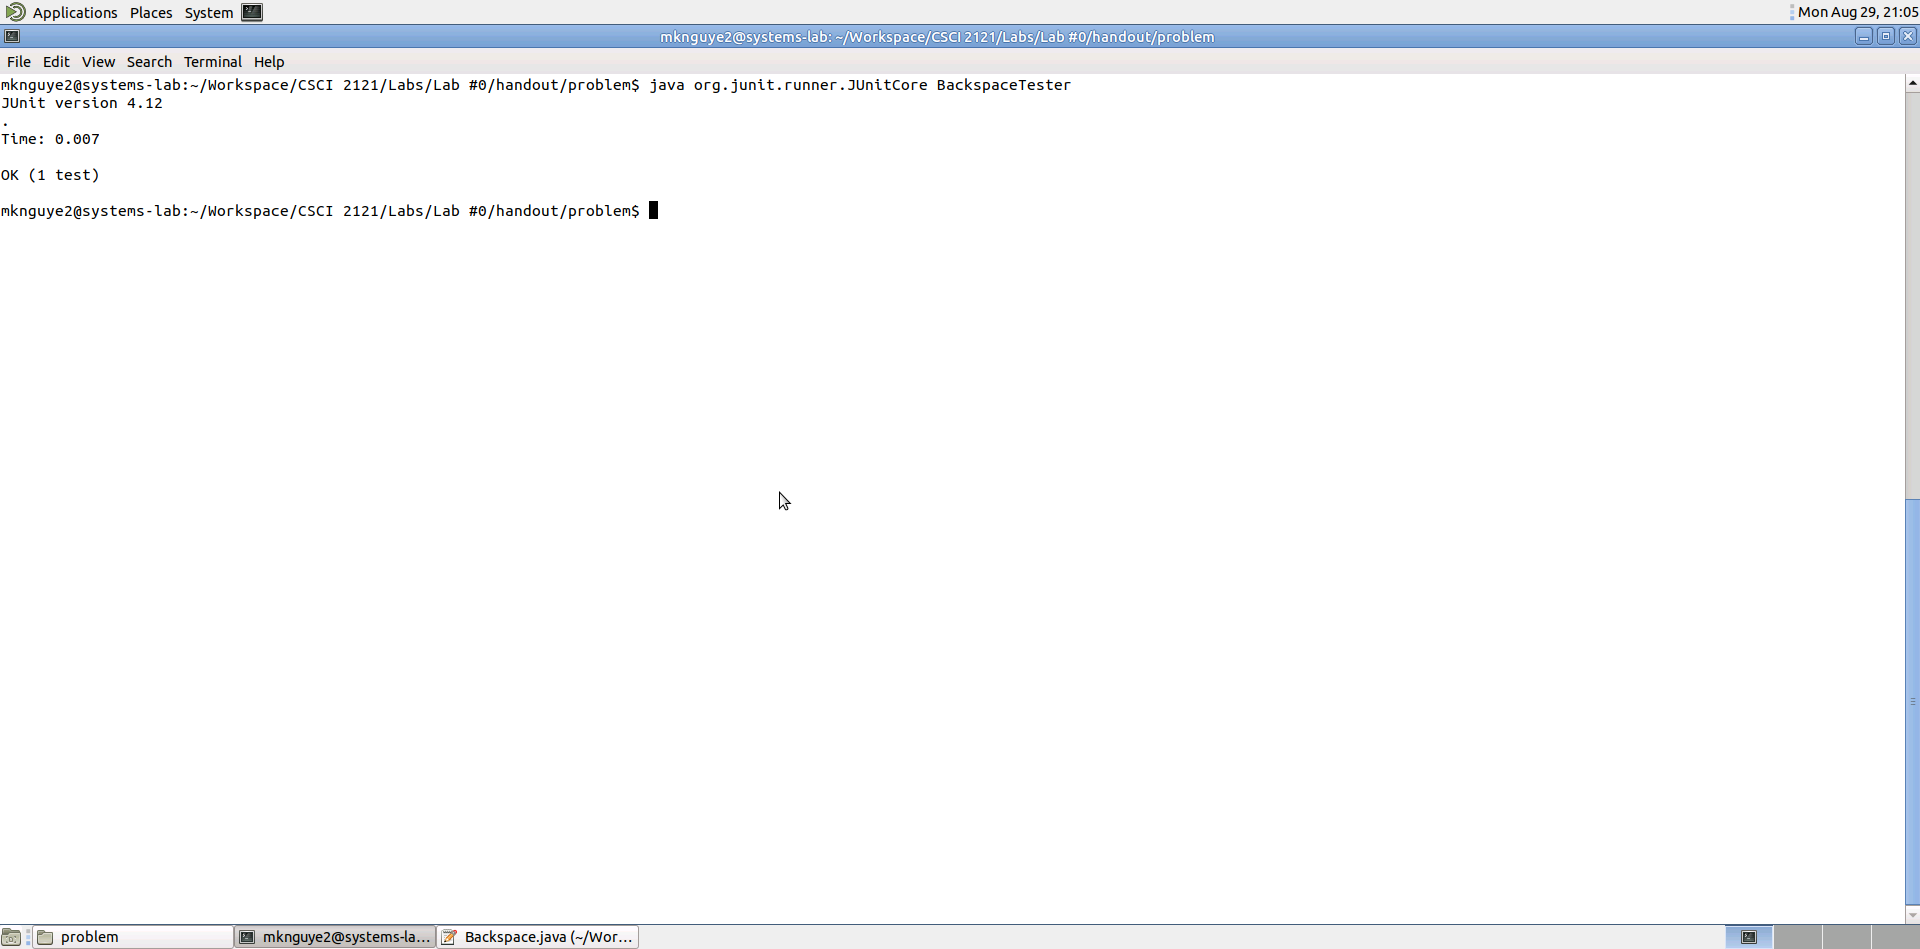 Applications Places System Mon Aug 29, 21:05
mknguye2@systems-lab: ~/Workspace/CSCI 2121/Labs/Lab #0/handout/problem
File Edit View Search Terminal Help
mknguye2@systems-lab:~/Workspace/CSCI 2121/Labs/Lab #0/handout/problem$ java org.junit.runner.JUnitCore BackspaceTester
JUnit version 4.12
.
Time: 0.007
OK (1 test)
mknguye2@systems-lab:~/Workspace/CSCI 2121/Labs/Lab #0/handout/problem$
problem mknguye2@systems-la... Backspace.java (~/Wor...